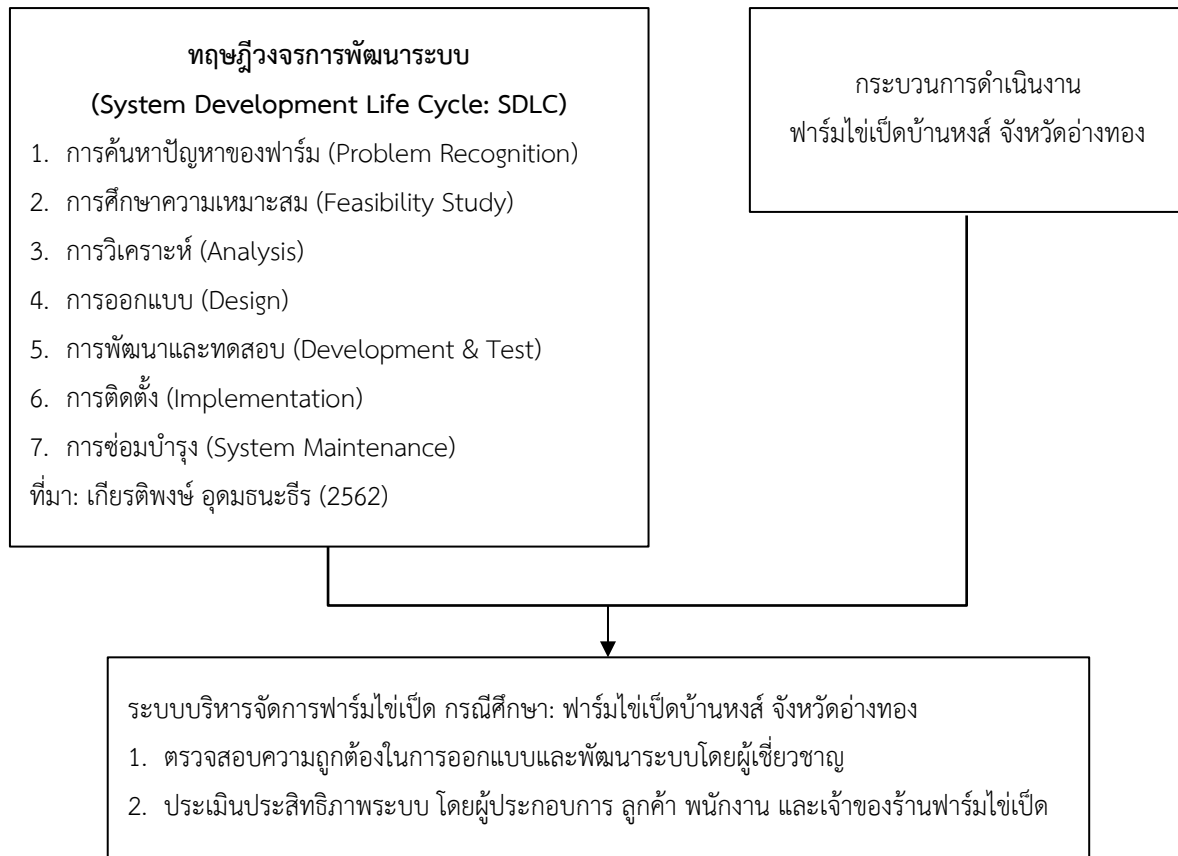 ทฤษฎีวงจรการพัฒนาระบบ
(System Development Life Cycle: SDLC)
1. การค้นหาปัญหาของฟาร์ม (Problem Recognition)
2. การศึกษาความเหมาะสม (Feasibility Study)
3. การวิเคราะห์ (Analysis)
4. การออกแบบ (Design)
5. การพัฒนาและทดสอบ (Development & Test)
6. การติดตั้ง (Implementation)
7. การซ่อมบำรุง (System Maintenance)
ที่มา: เกียรติพงษ์ อุดมธนะธีร (2562)
กระบวนการดำเนินงาน
ฟาร์มไข่เป็ดบ้านหงส์ จังหวัดอ่างทอง
ระบบบริหารจัดการฟาร์มไข่เป็ด กรณีศึกษา: ฟาร์มไข่เป็ดบ้านหงส์ จังหวัดอ่างทอง
1. ตรวจสอบความถูกต้องในการออกแบบและพัฒนาระบบโดยผู้เชี่ยวชาญ
2. ประเมินประสิทธิภาพระบบ โดยผู้ประกอบการ ลูกค้า พนักงาน และเจ้าของร้านฟาร์มไข่เป็ด